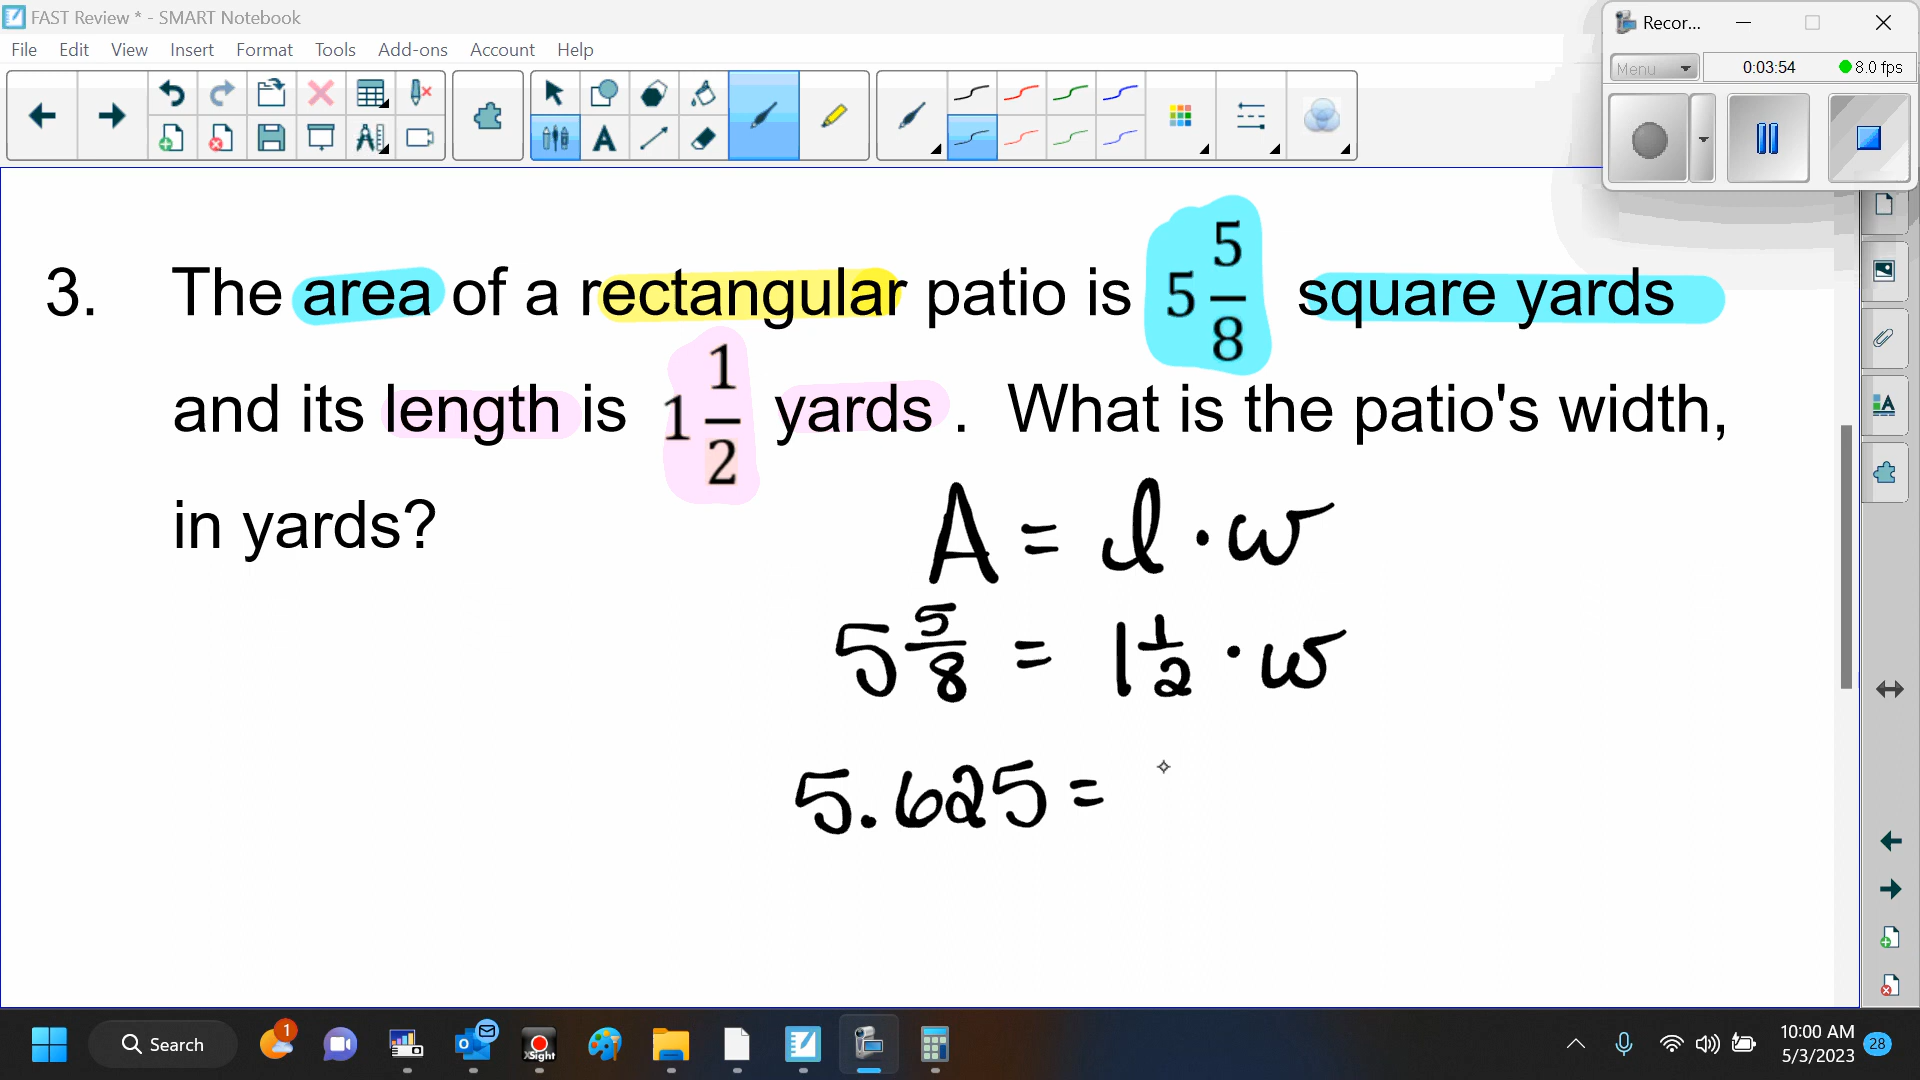 FAST Review * - SMART Notebook
File Edit View Insert Format Tools Add-ons Account Help
Recor...
Menu 0:03:54 8.0 fps
3. The area of a rectangular patio is 5 5/8 square yards
and its length is 1 1/2 yards . What is the patio's width,
in yards?
A = l · w
5 5/8 = 1 1/2 · w
5.625 =
Search
1
XSight
10:00 AM
5/3/2023
28